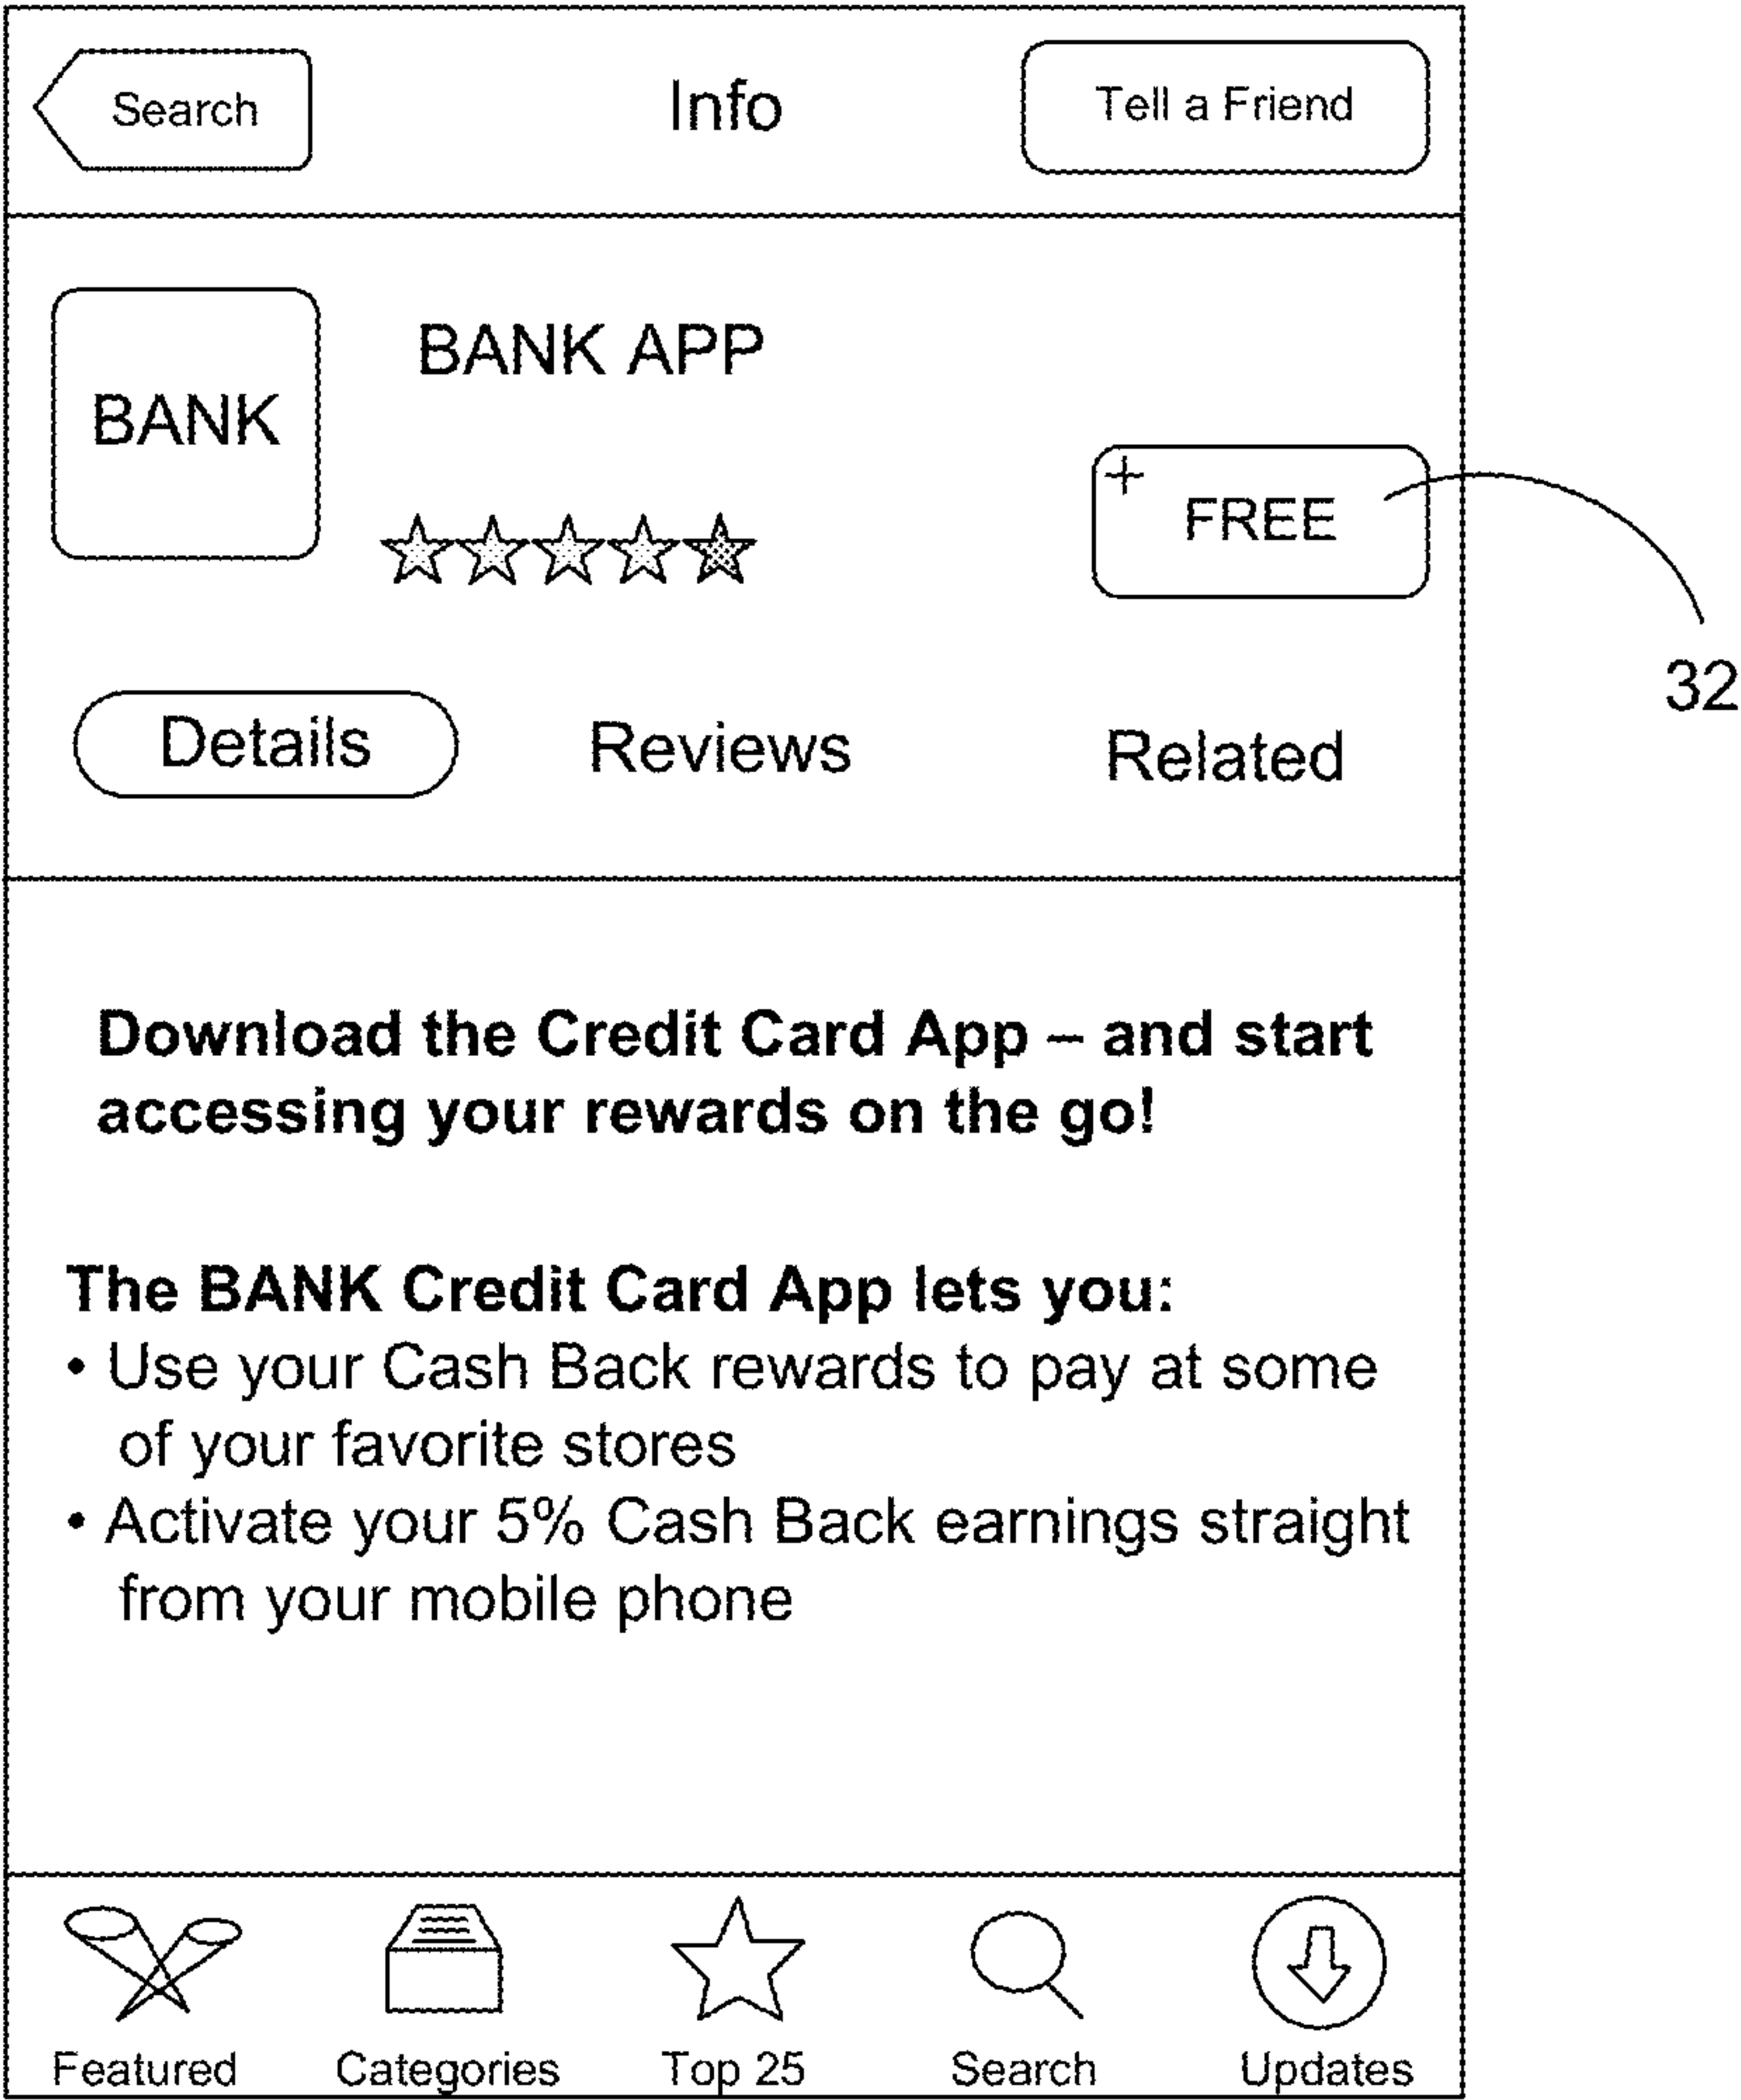 Search
Info
Tell a Friend
BANK
BANK APP
+
FREE
32
Details
Reviews
Related
Download the Credit Card App – and start
accessing your rewards on the go!
The BANK Credit Card App lets you:
• Use your Cash Back rewards to pay at some
of your favorite stores
• Activate your 5% Cash Back earnings straight
from your mobile phone
Featured
Categories
Top 25
Search
Updates